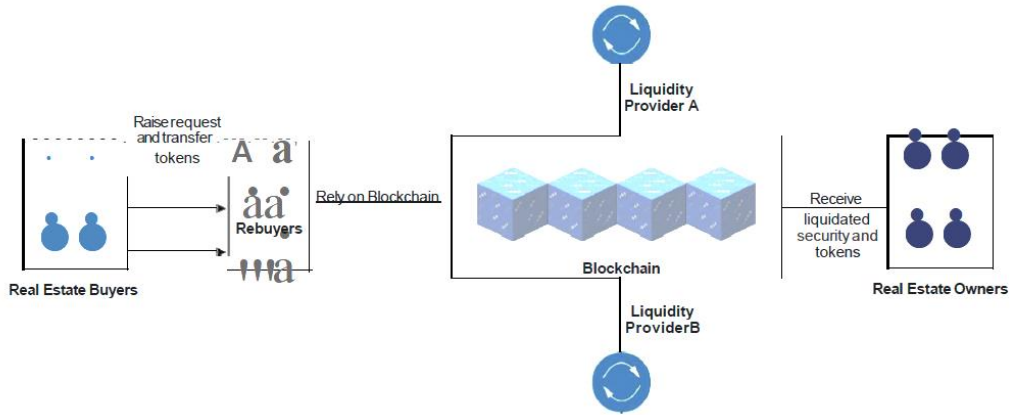 Liquidity
Provider A
Raise request
and transfer
tokens
A a
aa
Rebuyers
a
Rely on Blockchain
Receive
liquidated
security and
tokens
Blockchain
Real Estate Buyers
Real Estate Owners
Liquidity
ProviderB